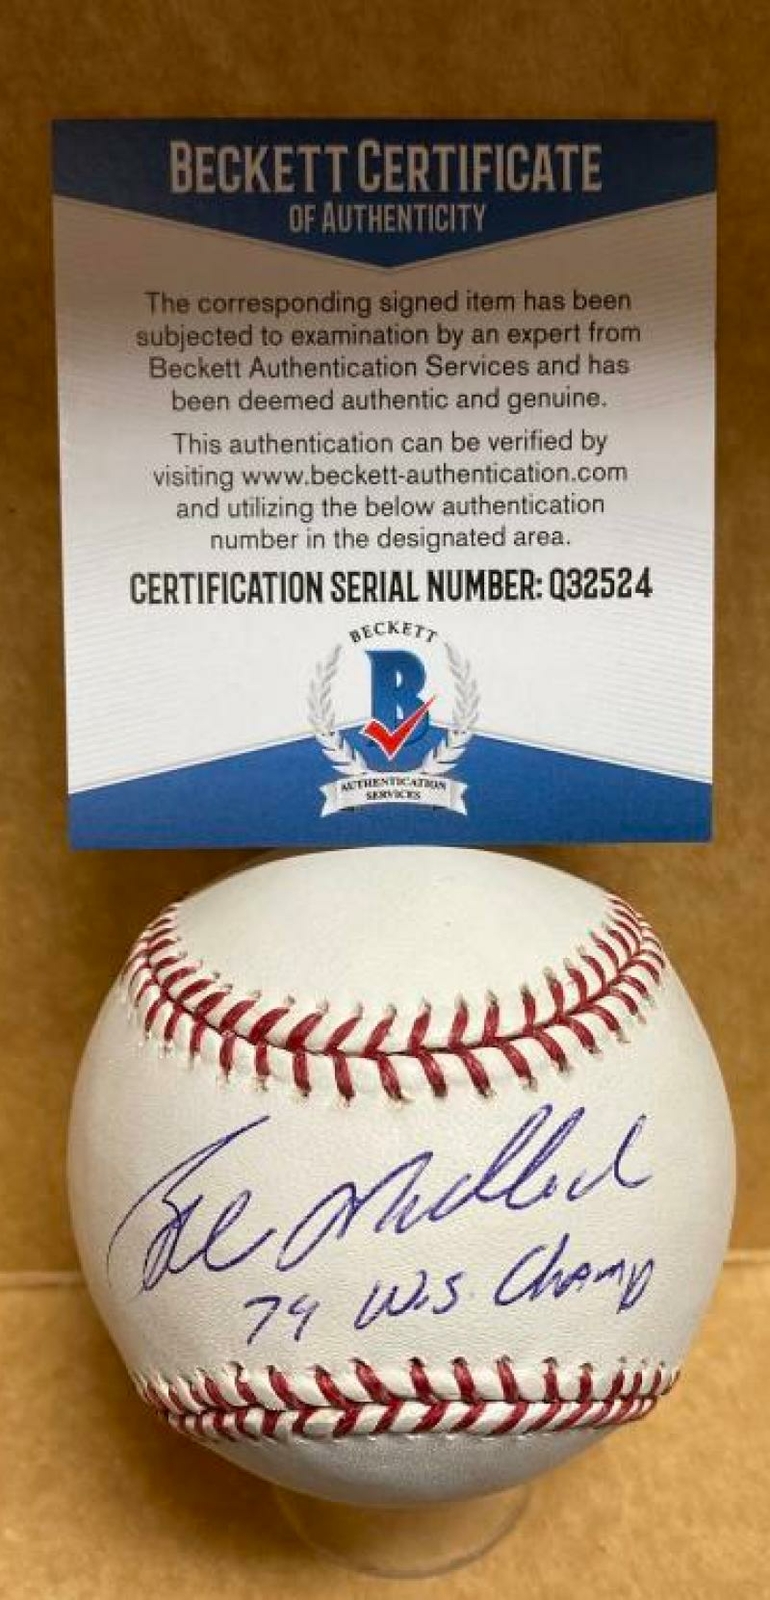 BECKETT CERTIFICATE
OF AUTHENTICITY
The corresponding signed item has been
subjected to examination by an expert from
Beckett Authentication Services and has
been deemed authentic and genuine.
This authentication can be verified by
visiting www.beckett-authentication.com
and utilizing the below authentication
number in the designated area.
CERTIFICATION SERIAL NUMBER: Q32524
BECKETT
B
AUTHENTICATION
SERVICES
Bill Madlock
79 W.S. Champ